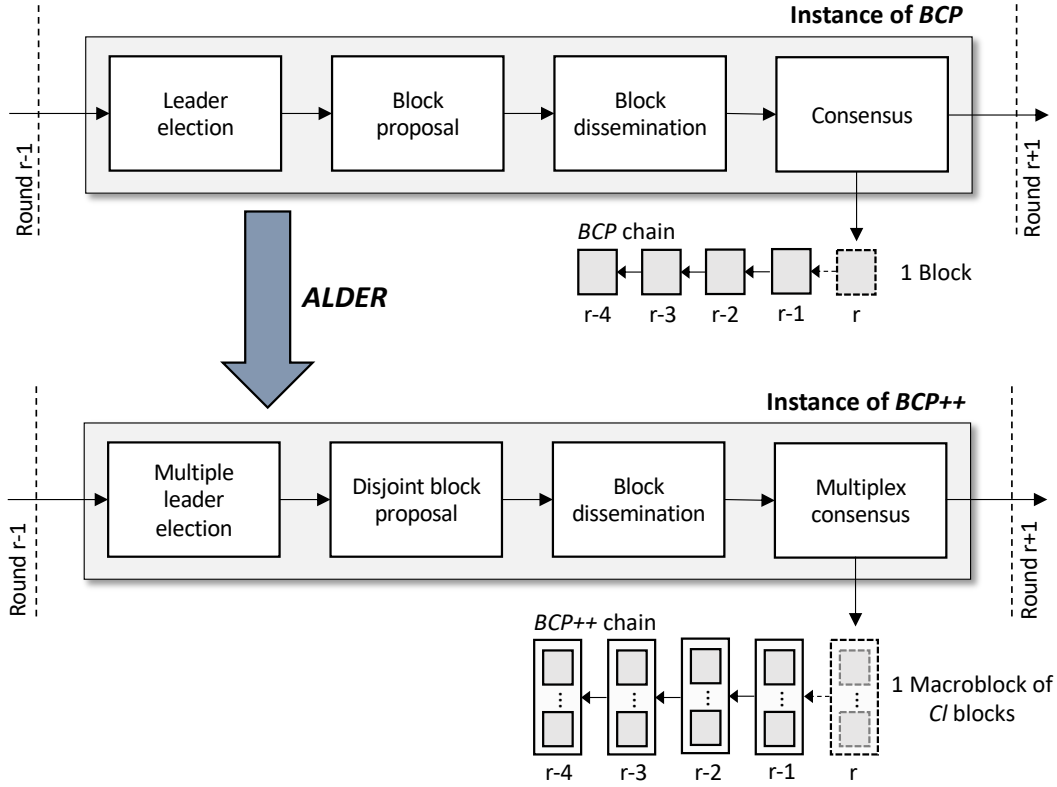 Instance of BCP
Round r-1
Leader
election
Block
proposal
Block
dissemination
Consensus
Round r+1
BCP chain
1 Block
r-4
r-3
r-2
r-1
r
ALDER
Instance of BCP++
Round r-1
Multiple
leader
election
Disjoint block
proposal
Block
dissemination
Multiplex
consensus
Round r+1
BCP++ chain
1 Macroblock of
Cl blocks
r-4
r-3
r-2
r-1
r